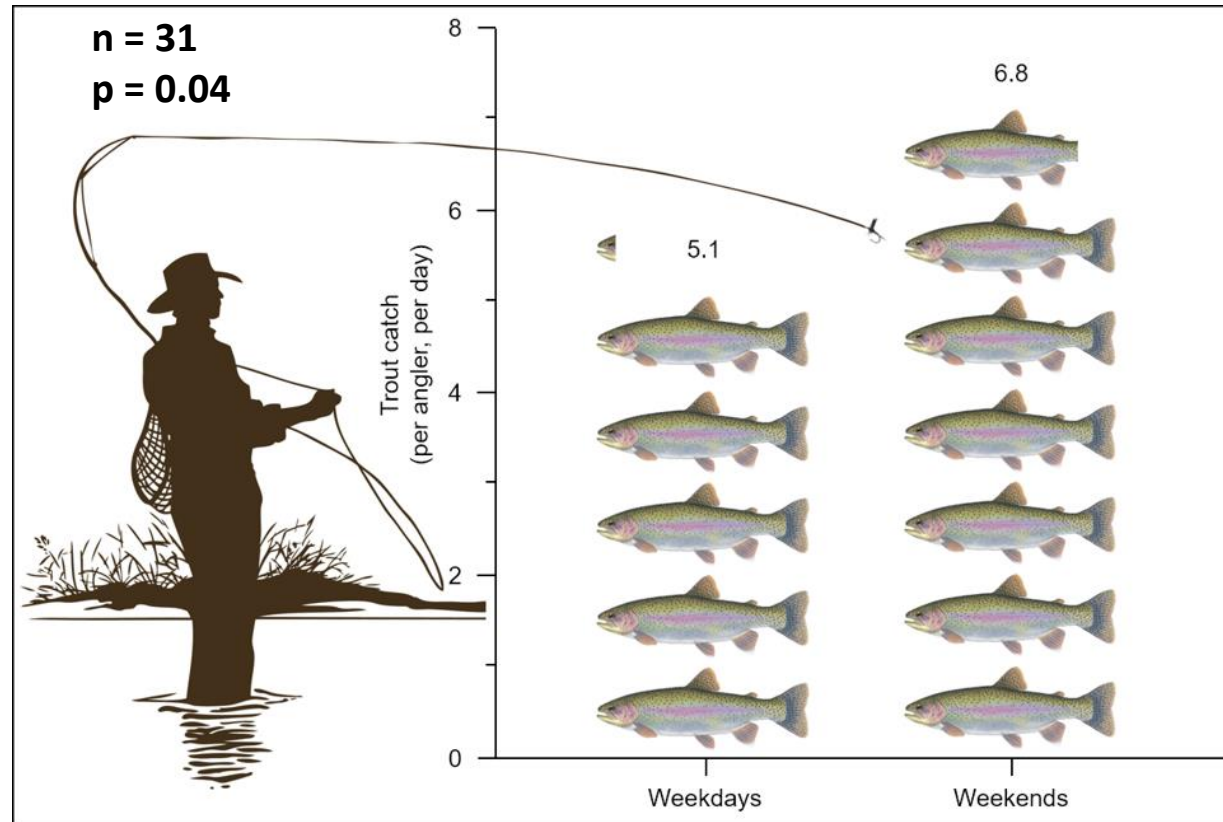 n = 31
p = 0.04
8
6
4
2
0
Trout catch
(per angler, per day)
5.1
6.8
Weekdays
Weekends